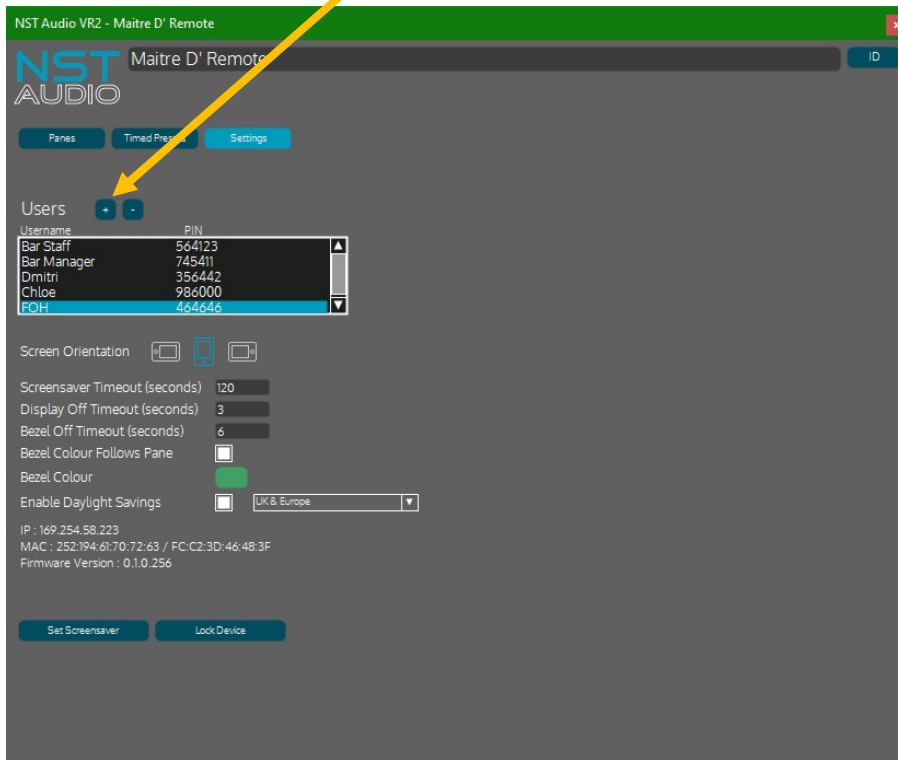 NST Audio VR2 - Maitre D' Remote
x
NST AUDIO
Maitre D' Remote
ID
Panes
Timed Presets
Settings
Users + -
Username PIN
Bar Staff 564123
Bar Manager 745411
Dmitri 356442
Chloe 986000
FOH 464646
Screen Orientation
Screensaver Timeout (seconds) 120
Display Off Timeout (seconds) 3
Bezel Off Timeout (seconds) 6
Bezel Colour Follows Pane
Bezel Colour
Enable Daylight Savings UK & Europe
IP : 169.254.58.223
MAC : 252:194:61:70:72:63 / FC:C2:3D:46:48:3F
Firmware Version : 0.1.0.256
Set Screensaver
Lock Device